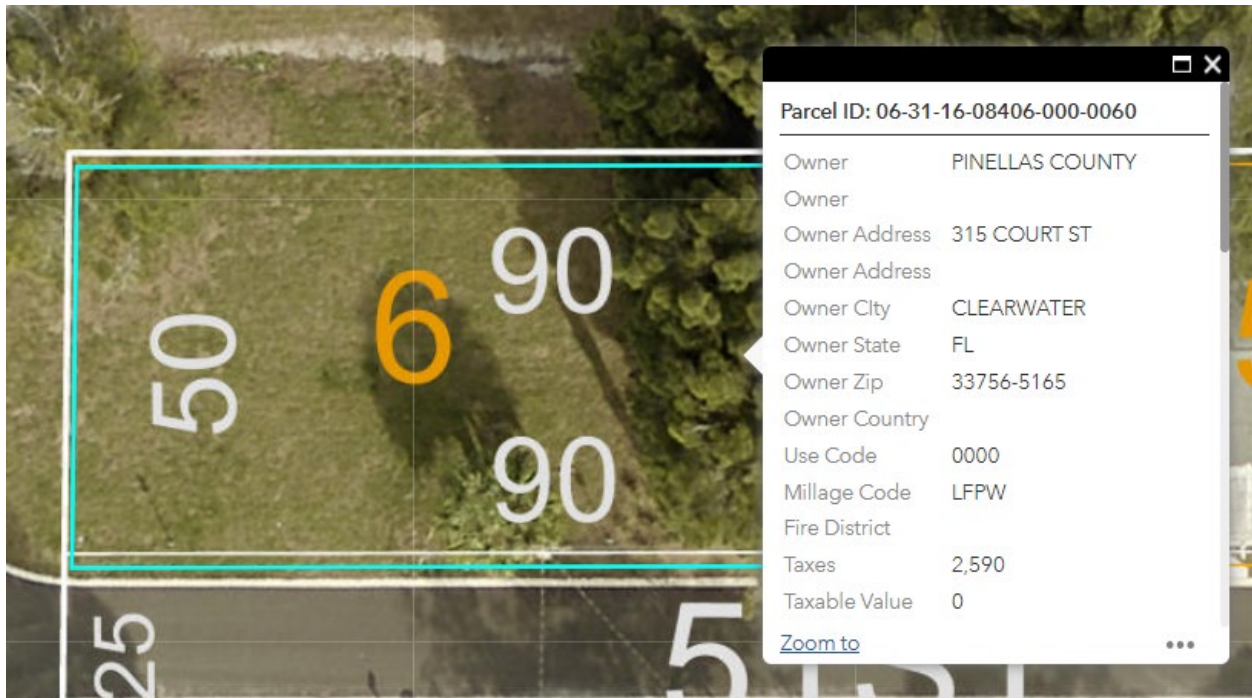 Parcel ID: 06-31-16-08406-000-0060
Owner PINELLAS COUNTY
Owner
Owner Address 315 COURT ST
Owner Address
Owner CIty CLEARWATER
Owner State FL
Owner Zip 33756-5165
Owner Country
Use Code 0000
Millage Code LFPW
Fire District
Taxes 2,590
Taxable Value 0
Zoom to
90
6
50
90
25